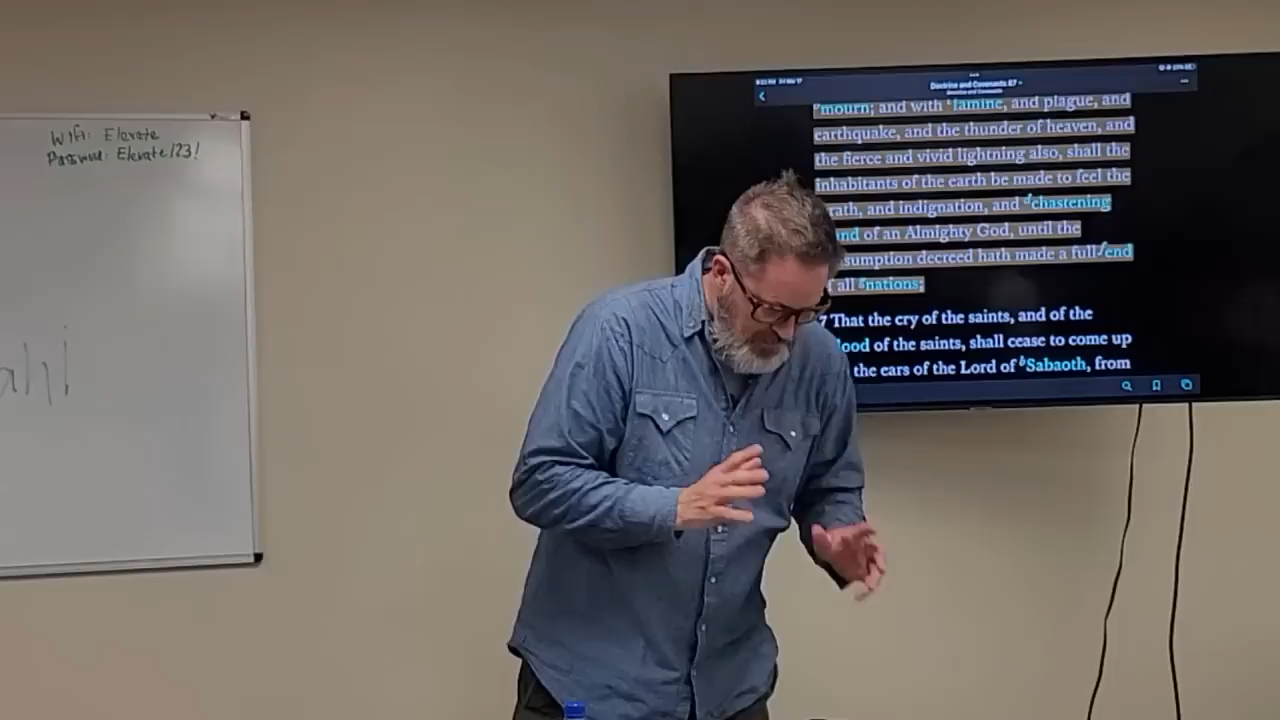 Wifi: Elevate
Password: Elevate123!
Doctrine and Covenants 87
Doctrine and Covenants
mourn; and with famine, and plague, and
earthquake, and the thunder of heaven, and
the fierce and vivid lightning also, shall the
inhabitants of the earth be made to feel the
rath, and indignation, and d chastening
nd of an Almighty God, until the
sumption decreed hath made a full f end
f all g nations;
7 That the cry of the saints, and of the
lood of the saints, shall cease to come up
the ears of the Lord of b Sabaoth, from